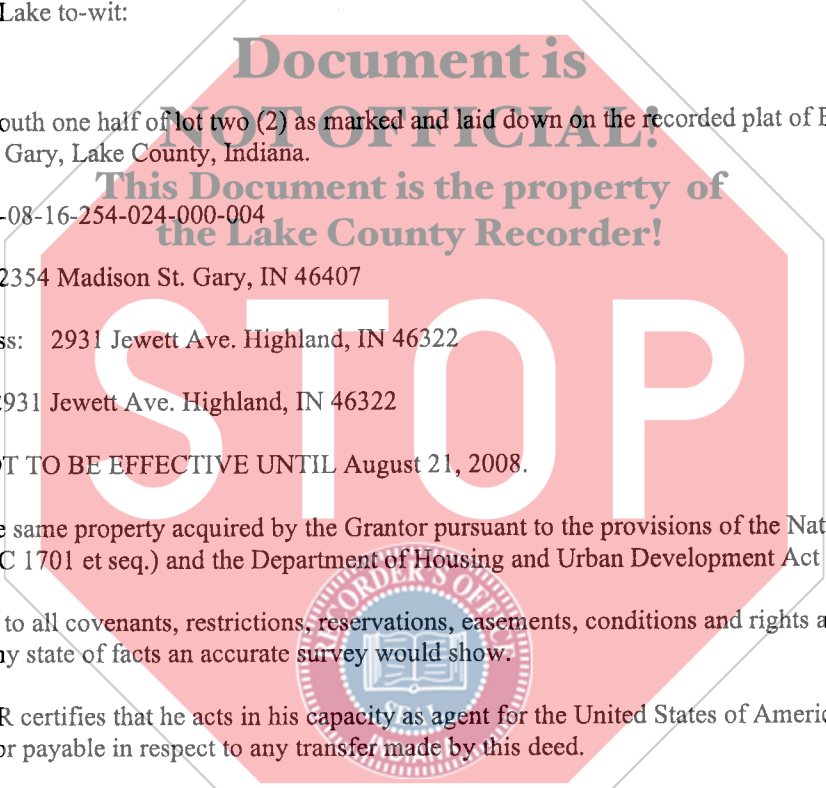 Lake to-wit:
Document is
NOT OFFICIAL!
outh one half of lot two (2) as marked and laid down on the recorded plat of
Gary, Lake County, Indiana.
This Document is the property of
-08-16-254-024-000-004
the Lake County Recorder!
2354 Madison St. Gary, IN 46407
ss: 2931 Jewett Ave. Highland, IN 46322
931 Jewett Ave. Highland, IN 46322
STOP
T TO BE EFFECTIVE UNTIL August 21, 2008.
e same property acquired by the Grantor pursuant to the provisions of the Nat
C 1701 et seq.) and the Department of Housing and Urban Development Act
to all covenants, restrictions, reservations, easements, conditions and rights a
ny state of facts an accurate survey would show.
RECORDER'S OFFICE
SEAL
INDIANA
R certifies that he acts in his capacity as agent for the United States of Americ
or payable in respect to any transfer made by this deed.